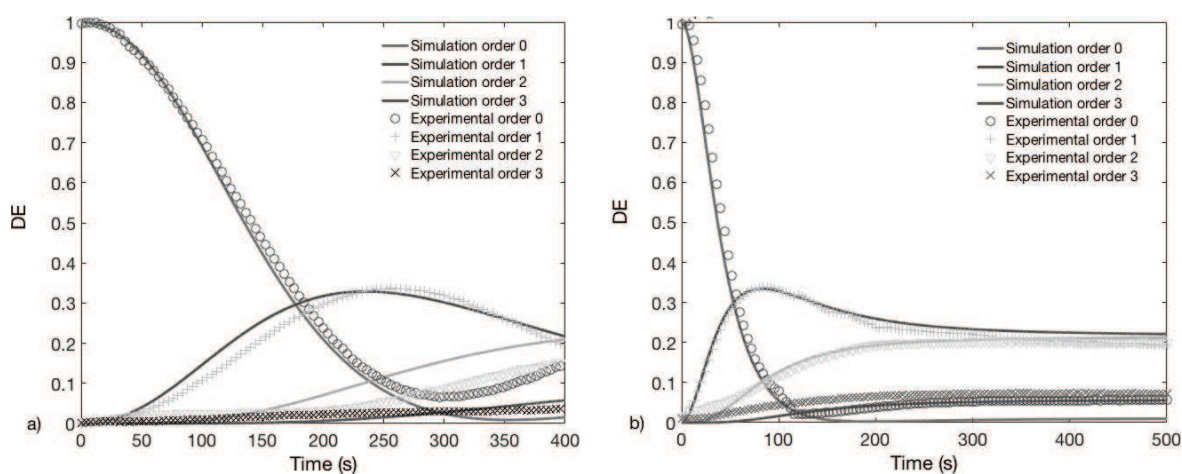 1
0.9
0.8
0.7
0.6
0.5
0.4
0.3
0.2
0.1
0
DE
Simulation order 0
Simulation order 1
Simulation order 2
Simulation order 3
Experimental order 0
Experimental order 1
Experimental order 2
Experimental order 3
a)
0 50 100 150 200 250 300 350 400
Time (s)
1
0.9
0.8
0.7
0.6
0.5
0.4
0.3
0.2
0.1
0
DE
Simulation order 0
Simulation order 1
Simulation order 2
Simulation order 3
Experimental order 0
Experimental order 1
Experimental order 2
Experimental order 3
b)
0 100 200 300 400 500
Time (s)